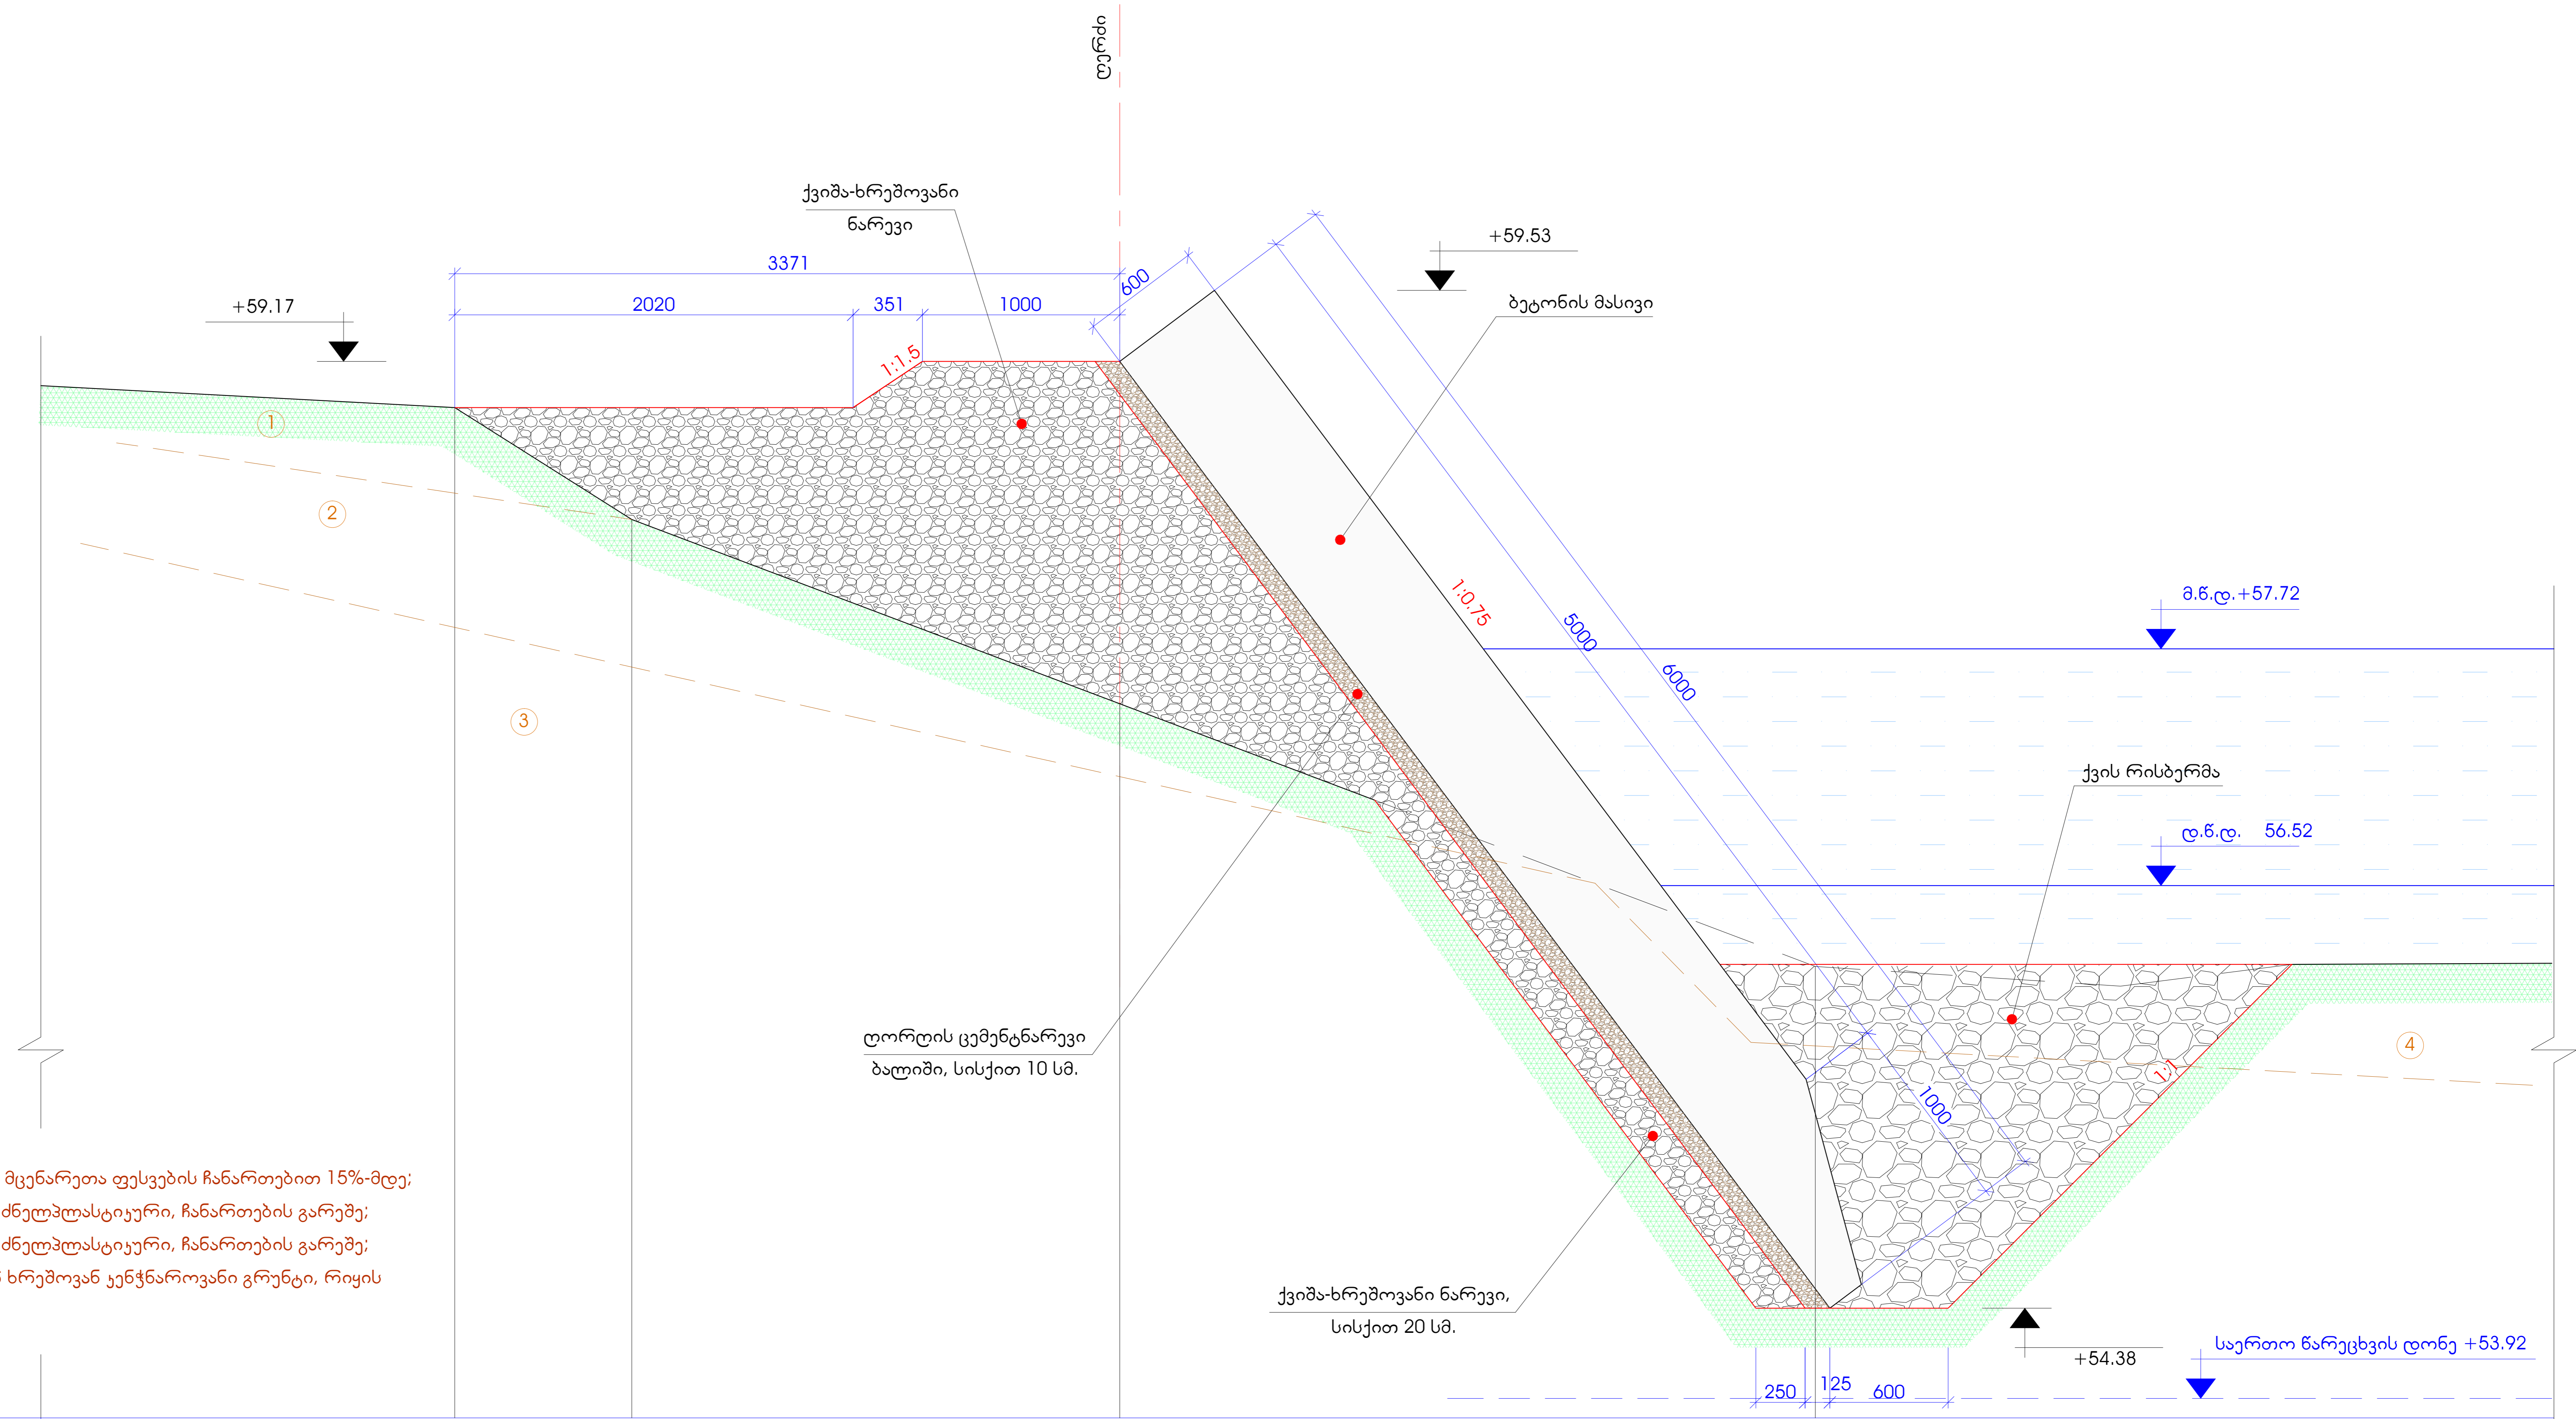 ღერძი
ქვიშა-ხრეშოვანი
ნარევი
+59.53
3371
600
+59.17
2020
351
1000
ბეტონის მასივი
1:1.5
1
2
3
1:0.75
5000
6000
მ.წ.დ.+57.72
ქვის რისბერმა
დ.წ.დ. 56.52
ღორღის ცემენტნარევი
ბალიში, სისქით 10 სმ.
4
1:1
1000
მცენარეთა ფესვების ჩანართებით 15%-მდე;
ძნელპლასტიკური, ჩანართების გარეშე;
ძნელპლასტიკური, ჩანართების გარეშე;
ხრეშოვან კენჭნაროვანი გრუნტი, რიყის
ქვიშა-ხრეშოვანი ნარევი,
სისქით 20 სმ.
საერთო წარეცხვის დონე +53.92
+54.38
250
125
600